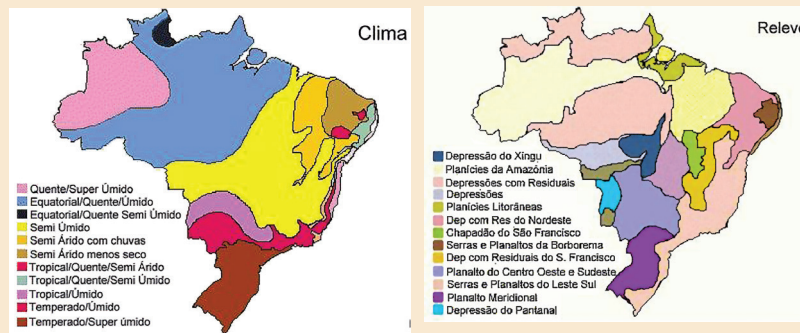 Clima
Quente/Super Úmido
Equatorial/Quente/Úmido
Equatorial/Quente Semi Úmido
Semi Úmido
Semi Árido com chuvas
Semi Árido menos seco
Tropical/Quente/Semi Árido
Tropical/Quente/Semi Úmido
Tropical/Úmido
Temperado/Úmido
Temperado/Super úmido
Relevo
Depressão do Xingu
Planícies da Amazónia
Depressões com Residuais
Depressões
Planícies Litorâneas
Dep com Res do Nordeste
Chapadão do São Francisco
Serras e Planaltos da Borborema
Dep com Residuais do S. Francisco
Planalto do Centro Oeste e Sudeste
Serras e Planaltos do Leste Sul
Planalto Meridional
Depressão do Pantanal